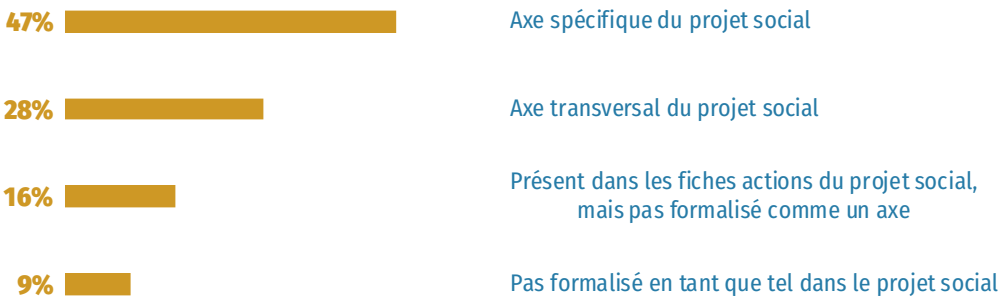 47% Axe spécifique du projet social
28% Axe transversal du projet social
16% Présent dans les fiches actions du projet social,
mais pas formalisé comme un axe
9% Pas formalisé en tant que tel dans le projet social